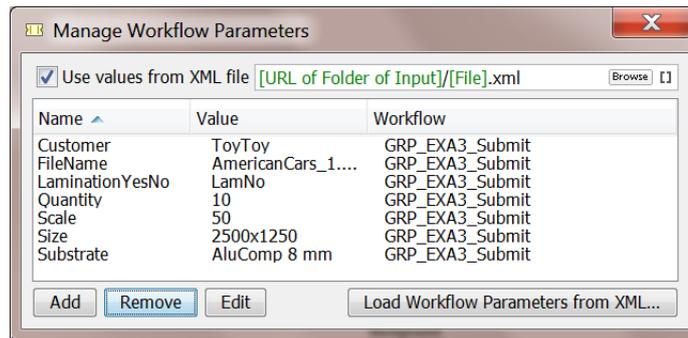 Manage Workflow Parameters
X
Use values from XML file [URL of Folder of Input]/[File].xml Browse []
Name Value Workflow
Customer ToyToy GRP_EXA3_Submit
FileName AmericanCars_1.... GRP_EXA3_Submit
LaminationYesNo LamNo GRP_EXA3_Submit
Quantity 10 GRP_EXA3_Submit
Scale 50 GRP_EXA3_Submit
Size 2500x1250 GRP_EXA3_Submit
Substrate AluComp 8 mm GRP_EXA3_Submit
Add Remove Edit Load Workflow Parameters from XML...